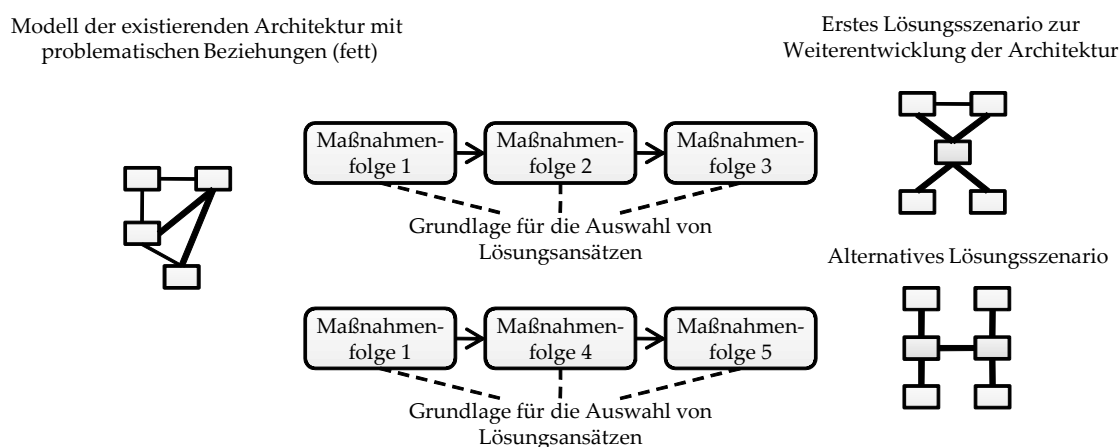 Modell der existierenden Architektur mit
problematischen Beziehungen (fett)
Erstes Lösungsszenario zur
Weiterentwicklung der Architektur
Maßnahmen-
folge 1
Maßnahmen-
folge 2
Maßnahmen-
folge 3
Grundlage für die Auswahl von
Lösungsansätzen
Alternatives Lösungsszenario
Maßnahmen-
folge 1
Maßnahmen-
folge 4
Maßnahmen-
folge 5
Grundlage für die Auswahl von
Lösungsansätzen